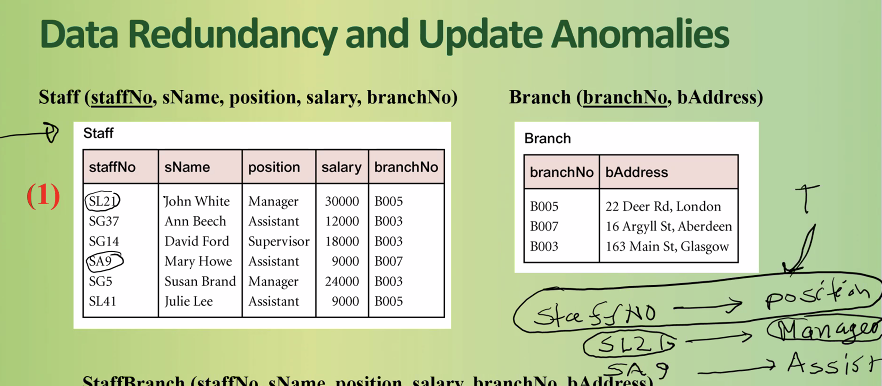 Data Redundancy and Update Anomalies
Staff (staffNo, sName, position, salary, branchNo)
Branch (branchNo, bAddress)
Staff
staffNo sName position salary branchNo
(1)
SL21 John White Manager 30000 B005
SG37 Ann Beech Assistant 12000 B003
SG14 David Ford Supervisor 18000 B003
SA9 Mary Howe Assistant 9000 B007
SG5 Susan Brand Manager 24000 B003
SL41 Julie Lee Assistant 9000 B005
Branch
branchNo bAddress
B005 22 Deer Rd, London
B007 16 Argyll St, Aberdeen
B003 163 Main St, Glasgow
T
StaffNO position
SL21 Manager
SA9 Assist
StaffBranch (staffNo, sName, position, salary, branchNo, bAddress)